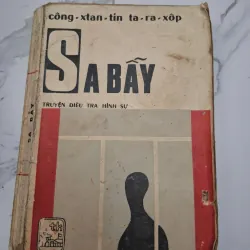 công-xtan-tin ta-ra-xốp
SA BẪY
TRUYỆN ĐIỀU TRA HÌNH SỰ
SA BẪY